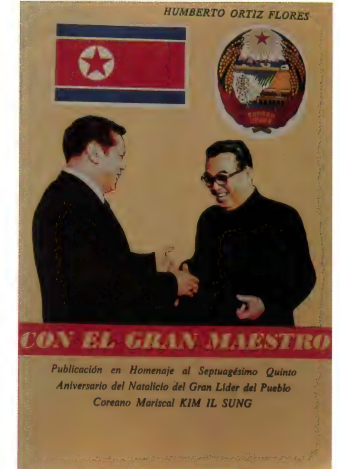 HUMBERTO ORTIZ FLORES
CON EL GRAN MAESTRO
Publicación en Homenaje al Septuagésimo Quinto
Aniversario del Natalicio del Gran Lider del Pueblo
Coreano Mariscal KIM IL SUNG